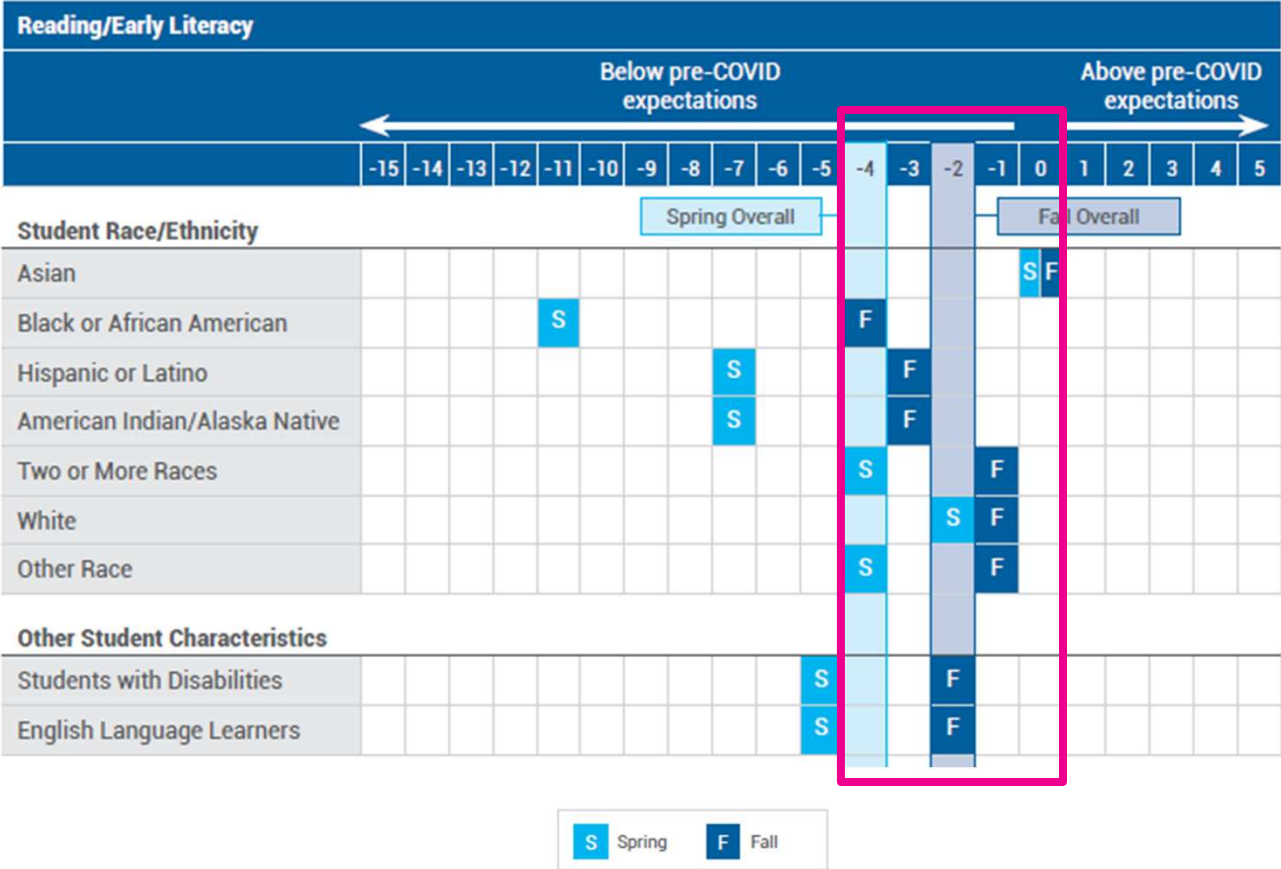 Reading/Early Literacy
Below pre-COVID expectations
Above pre-COVID expectations
-15 -14 -13 -12 -11 -10 -9 -8 -7 -6 -5 -4 -3 -2 -1 0 1 2 3 4 5
Spring Overall Fall Overall
Student Race/Ethnicity
Asian S F
Black or African American S F
Hispanic or Latino S F
American Indian/Alaska Native S F
Two or More Races S F
White S F
Other Race S F
Other Student Characteristics
Students with Disabilities S F
English Language Learners S F
S Spring F Fall